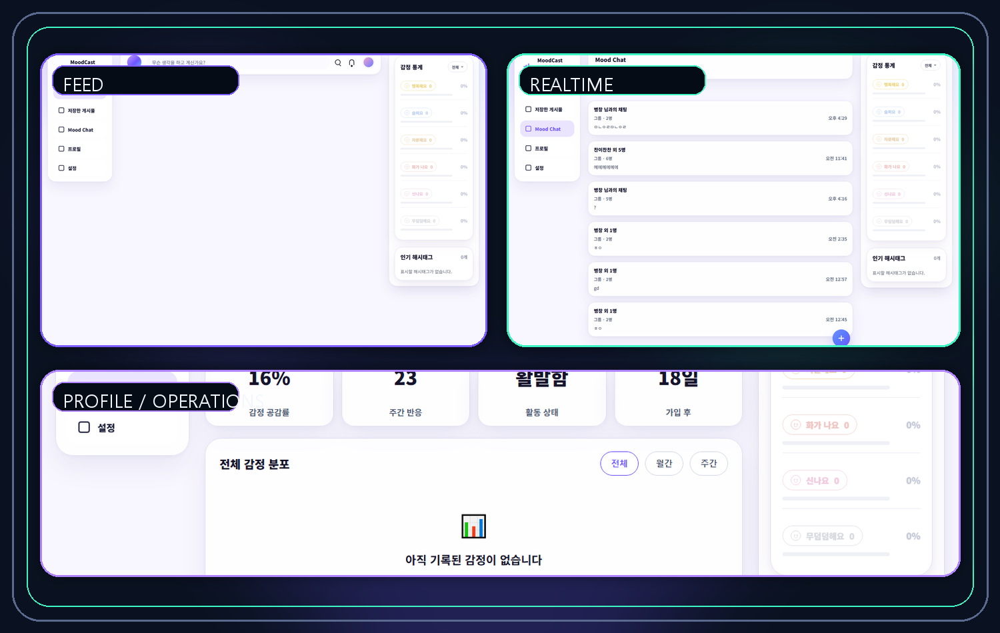 MoodCast
무슨 생각을 하고 계신가요?
FEED
저장한 게시물
Mood Chat
프로필
설정
감정 통계
전체
행복해요 0
0%
슬퍼요 0
0%
차분해요 0
0%
화가 나요 0
0%
신나요 0
0%
무덤덤해요 0
0%
인기 해시태그
0개
표시할 해시태그가 없습니다.
MoodCast
REALTIME
저장한 게시물
Mood Chat
프로필
설정
Mood Chat
병창 님과의 채팅
그룹 · 2명
오후 4:29
ㅁㄴㅇㄹㅁㄴㅇㄹ
찬이찬찬 외 5명
그룹 · 6명
오전 11:41
에에에에에에
병창 님과의 채팅
그룹 · 5명
오후 4:16
?
병창 외 1명
그룹 · 2명
오전 2:35
ㅎㅇ
병창 외 1명
그룹 · 2명
오전 12:57
gd
병창 외 1명
그룹 · 2명
오전 12:45
ㅎㅇ
+
감정 통계
전체
행복해요 0
0%
슬퍼요 0
0%
차분해요 0
0%
화가 나요 0
0%
신나요 0
0%
무덤덤해요 0
0%
인기 해시태그
0개
표시할 해시태그가 없습니다.
PROFILE / OPERATIONS
설정
16%
감정 공감률
23
주간 반응
왈말함
활동 상태
18일
가입 후
전체 감정 분포
전체
월간
주간
아직 기록된 감정이 없습니다
화가 나요 0
0%
신나요 0
0%
무덤덤해요 0
0%